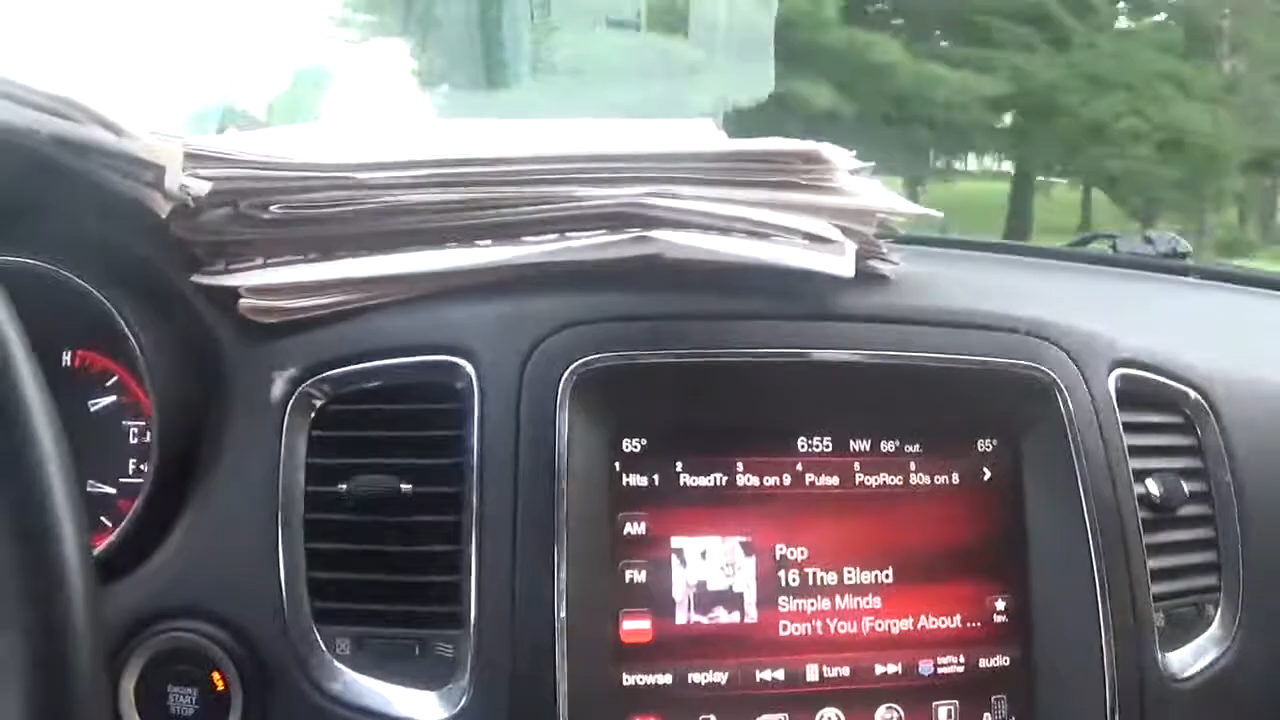 H
C
F
ENGINE
START
STOP
65° 6:55 NW 66° out. 65°
1 2 3 4 5 6
Hits 1 RoadTr 90s on 9 Pulse PopRoc 80s on 8
AM
FM
Pop
16 The Blend
Simple Minds
Don't You (Forget About ...
fav.
browse replay tune traffic & weather audio